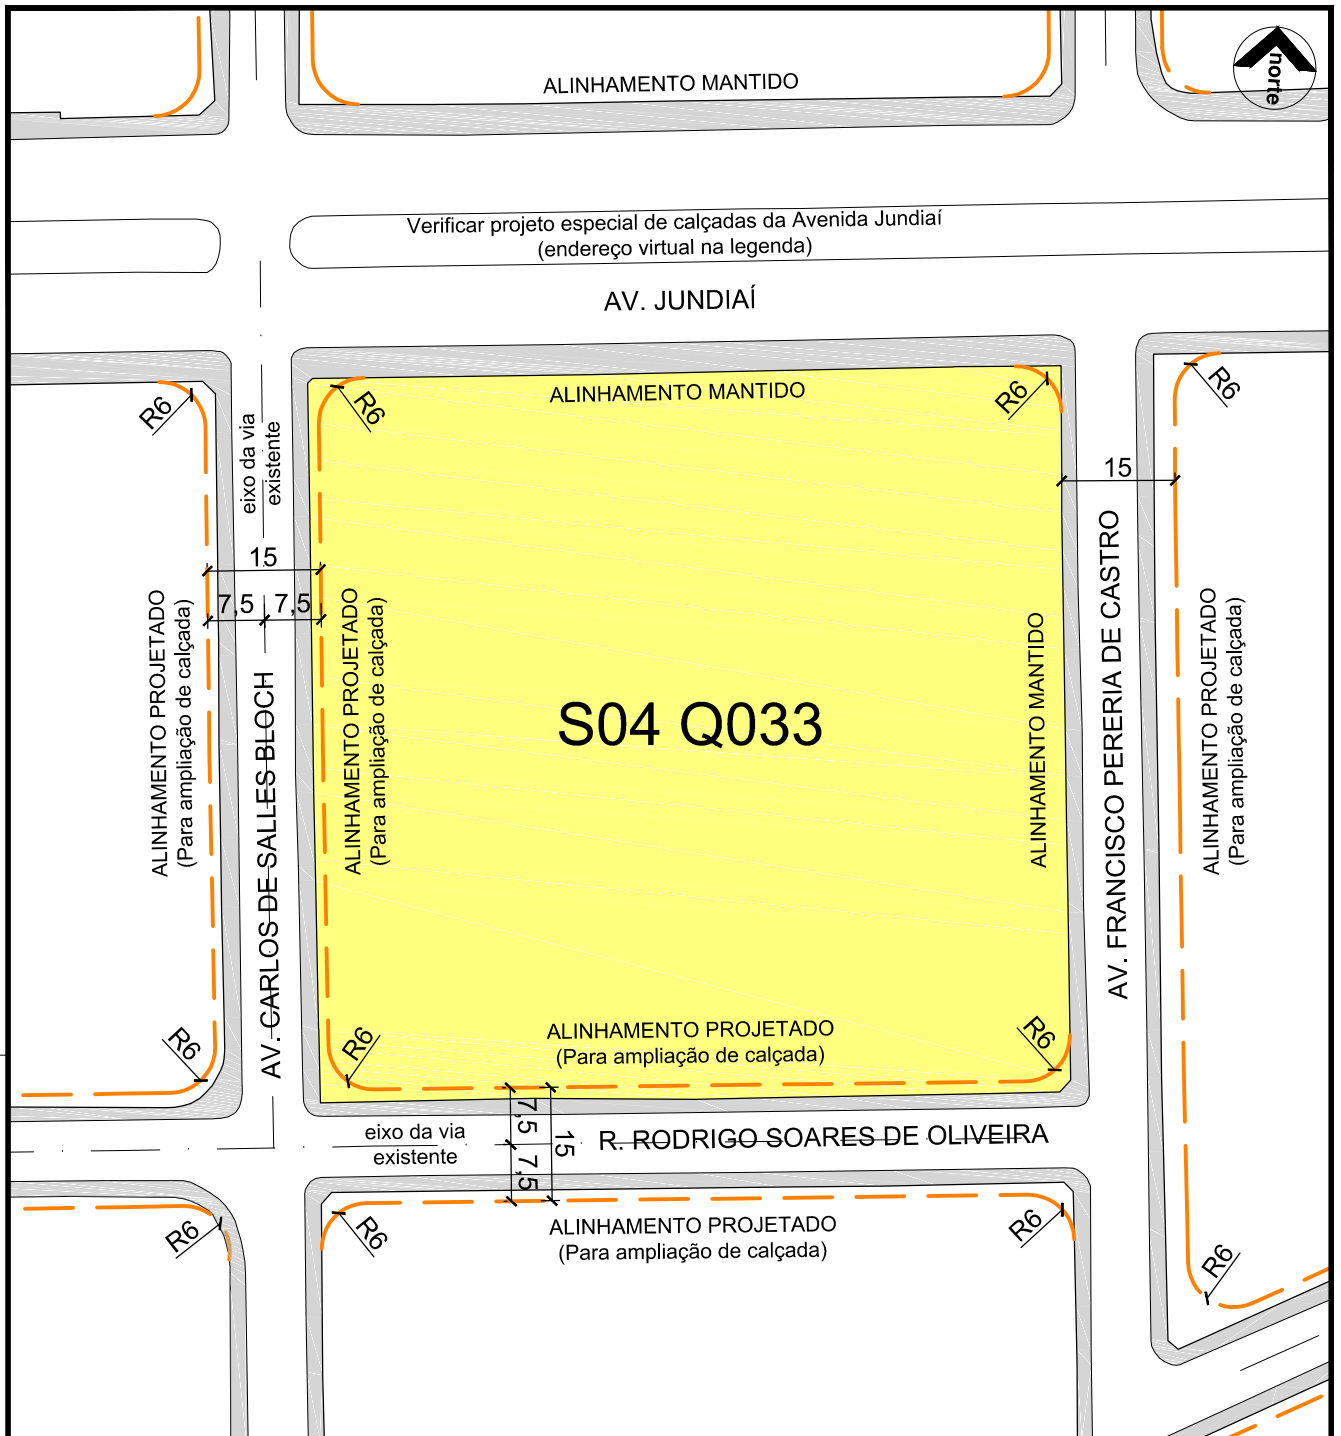 norte
ALINHAMENTO MANTIDO
Verificar projeto especial de calçadas da Avenida Jundiaí
(endereço virtual na legenda)
AV. JUNDIAÍ
ALINHAMENTO MANTIDO
R6
R6
R6
R6
eixo da via
existente
15
15
7,5
7,5
ALINHAMENTO PROJETADO
(Para ampliação de calçada)
AV. CARLOS DE SALLES BLOCH
ALINHAMENTO PROJETADO
(Para ampliação de calçada)
S04 Q033
ALINHAMENTO MANTIDO
AV. FRANCISCO PERERIA DE CASTRO
ALINHAMENTO PROJETADO
(Para ampliação de calçada)
R6
R6
R6
ALINHAMENTO PROJETADO
(Para ampliação de calçada)
7,5
7,5
15
eixo da via
existente
R. RODRIGO SOARES DE OLIVEIRA
R6
R6
R6
R6
ALINHAMENTO PROJETADO
(Para ampliação de calçada)